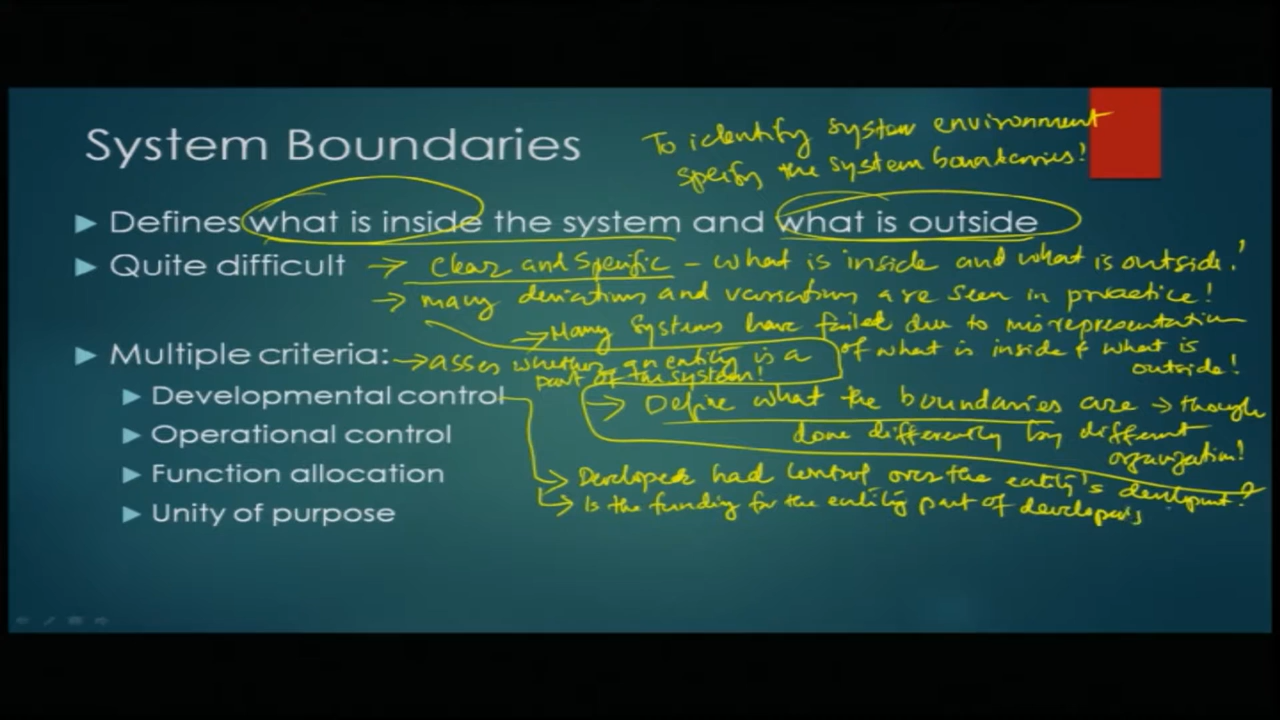 System Boundaries
To identify system environment
specify the system boundaries!
Defines what is inside the system and what is outside
Quite difficult → Clear and specific – what is inside and what is outside!
→ many deviations and variations are seen in practice!
→ Many systems have failed due to misrepresentation
of what is inside & what is
outside!
Multiple criteria: → asses whether an entity is a
part of the system!
Developmental control
→ Define what the boundaries are → though
done differently by different
organization!
Operational control
Function allocation
→ Developer had control over the entity's development?
→ Is the funding for the entity part of developer's
Unity of purpose